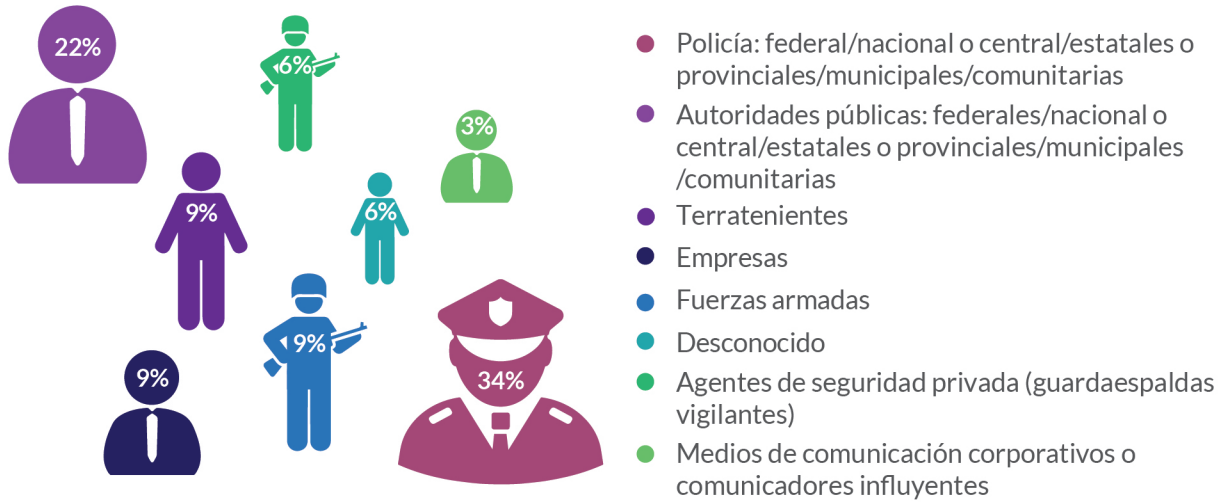 22%
6%
3%
9%
6%
9%
9%
34%
Policía: federal/nacional o central/estatales o
provinciales/municipales/comunitarias
Autoridades públicas: federales/nacional o
central/estatales o provinciales/municipales
/comunitarias
Terratenientes
Empresas
Fuerzas armadas
Desconocido
Agentes de seguridad privada (guardaespaldas
vigilantes)
Medios de comunicación corporativos o
comunicadores influyentes